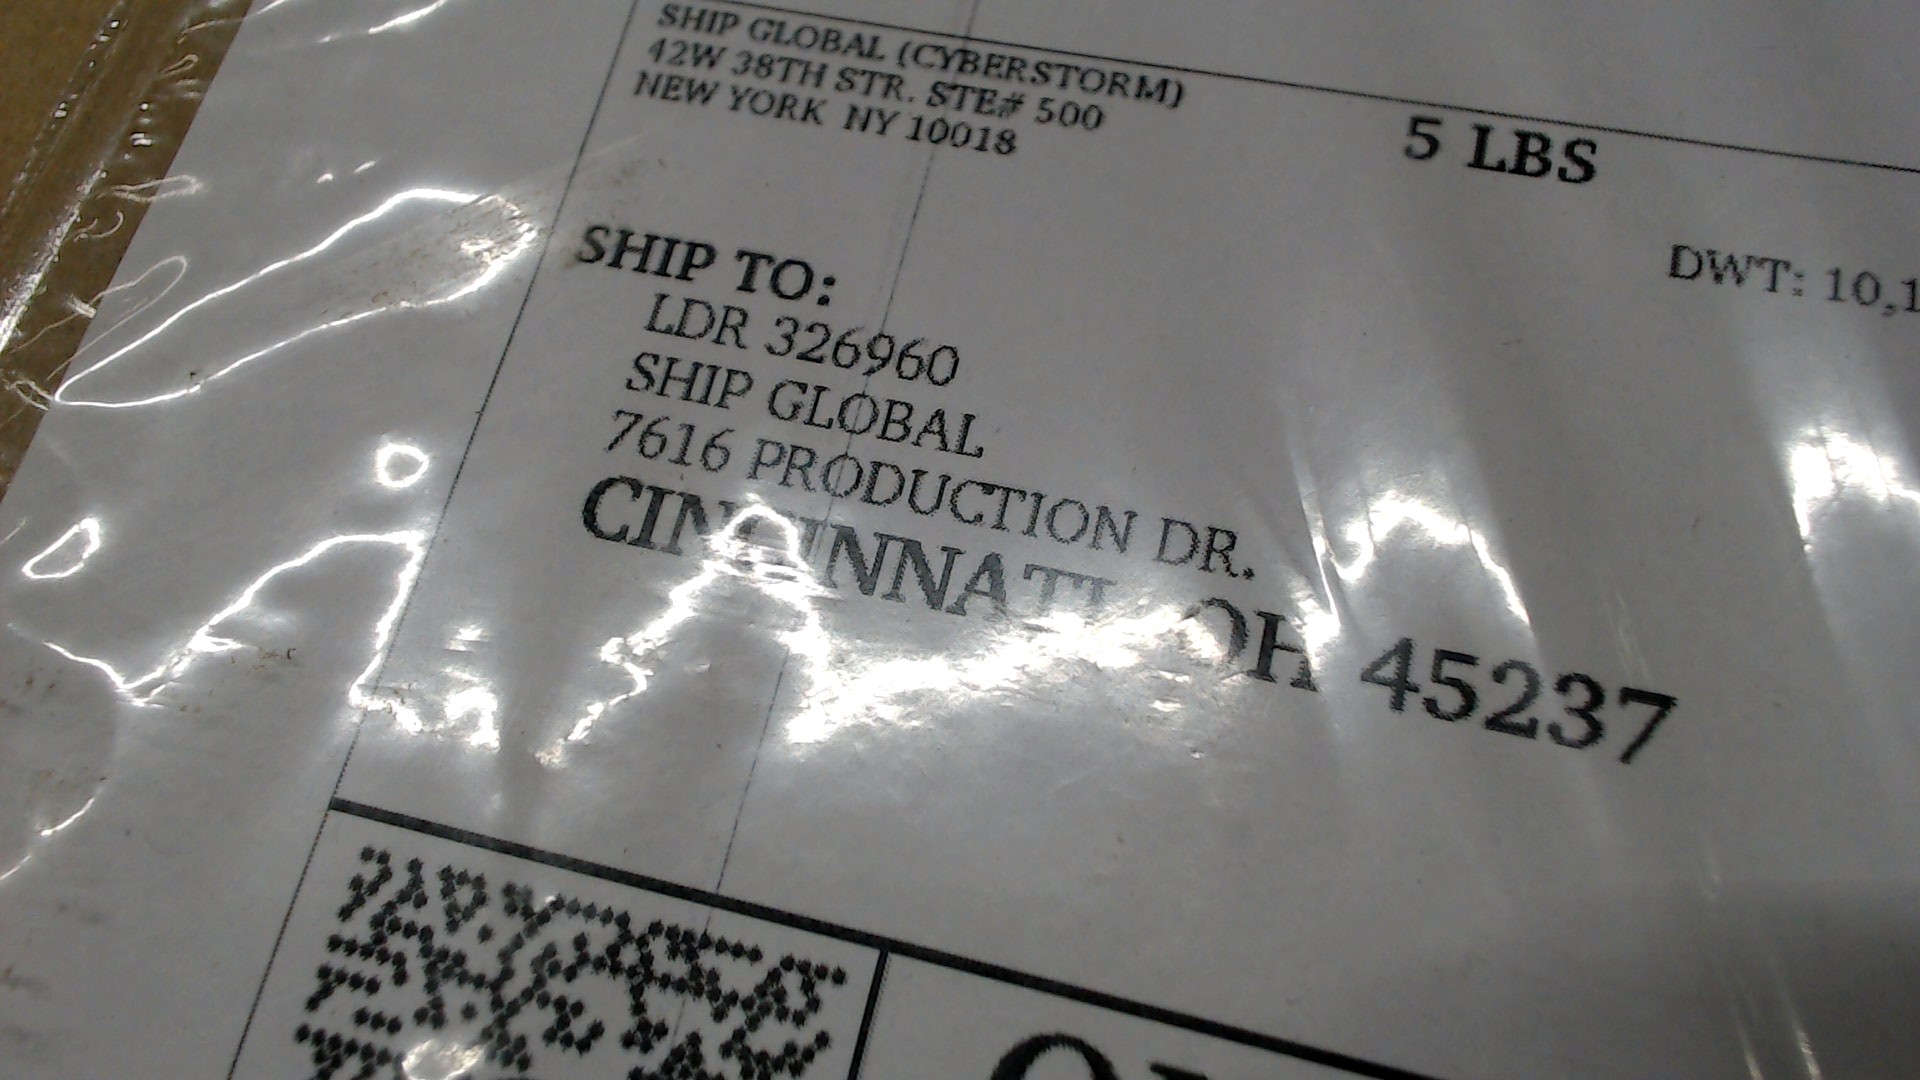 SHIP GLOBAL (CYBERSTORM)
42W 38TH STR. STE# 500
NEW YORK NY 10018
5 LBS
DWT: 10,1
SHIP TO:
LDR 326960
SHIP GLOBAL
7616 PRODUCTION DR.
CINCINNATI OH 45237